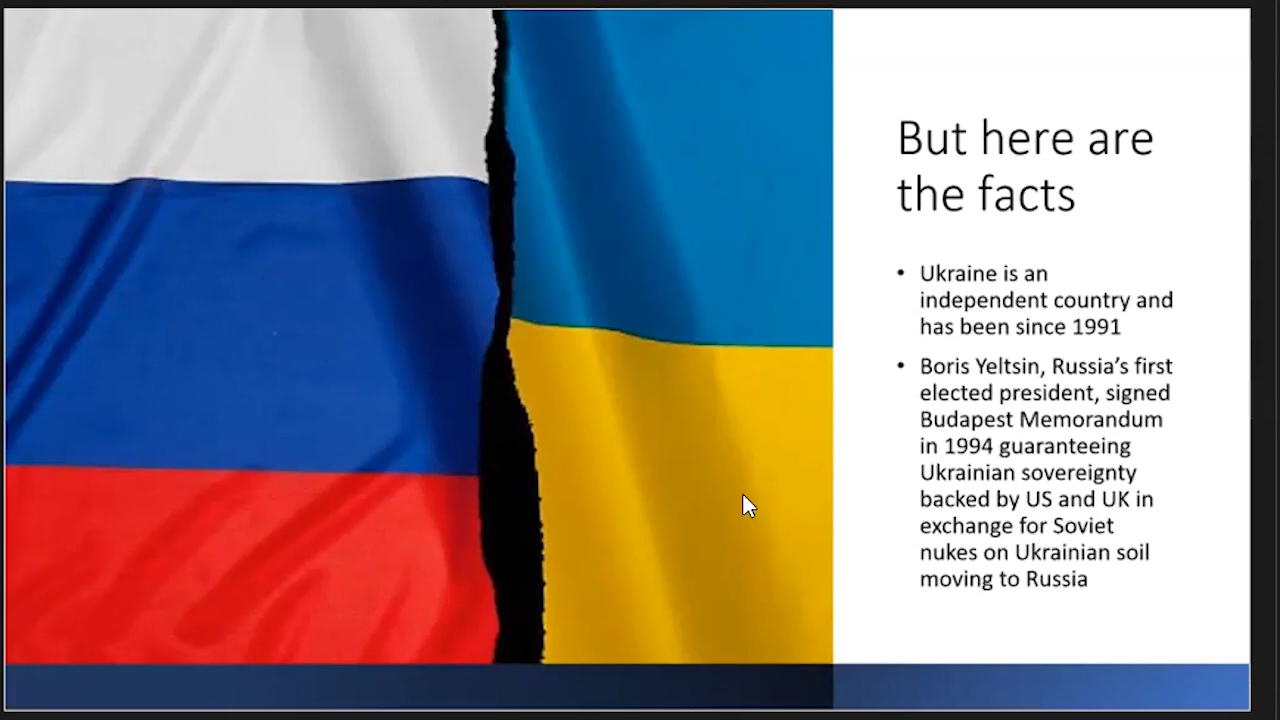 But here are
the facts
• Ukraine is an
independent country and
has been since 1991
• Boris Yeltsin, Russia’s first
elected president, signed
Budapest Memorandum
in 1994 guaranteeing
Ukrainian sovereignty
backed by US and UK in
exchange for Soviet
nukes on Ukrainian soil
moving to Russia